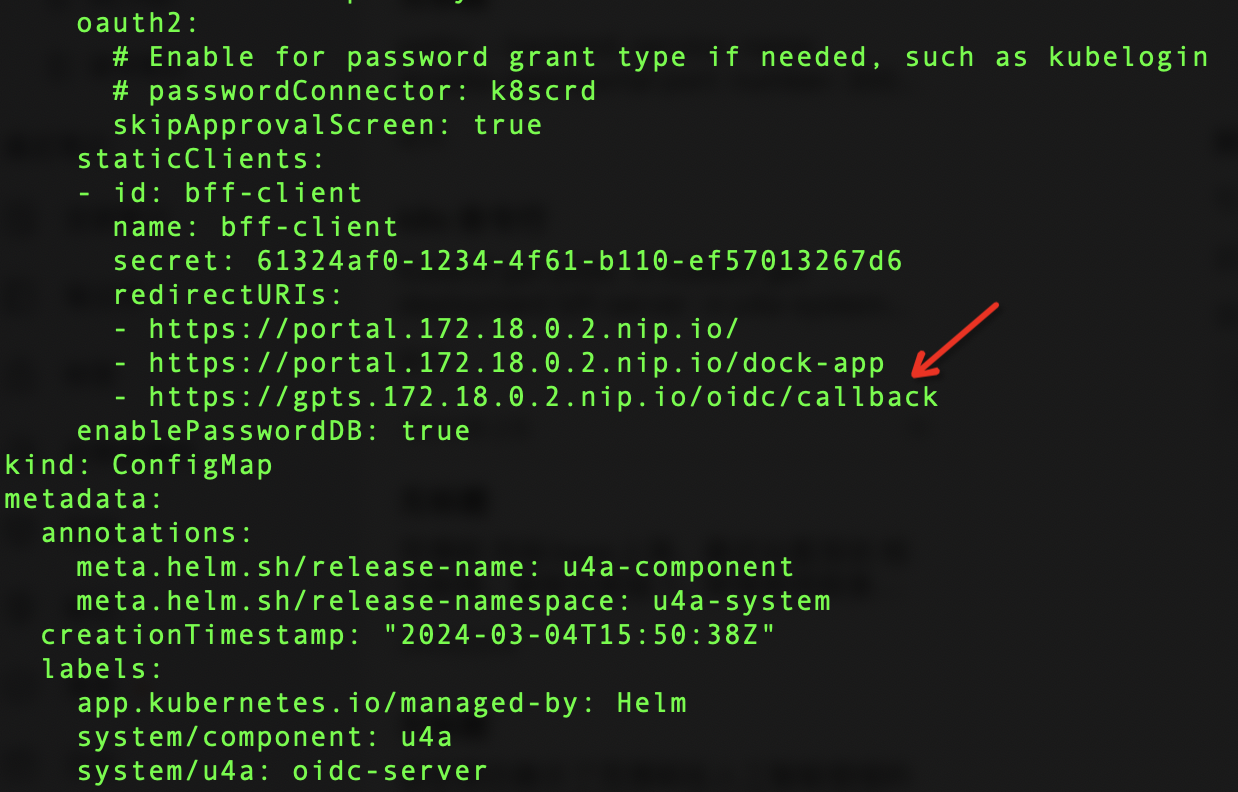 oauth2:
# Enable for password grant type if needed, such as kubelogin
# passwordConnector: k8scrd
skipApprovalScreen: true
staticClients:
- id: bff-client
name: bff-client
secret: 61324af0-1234-4f61-b110-ef57013267d6
redirectURIs:
- https://portal.172.18.0.2.nip.io/
- https://portal.172.18.0.2.nip.io/dock-app
- https://gpts.172.18.0.2.nip.io/oidc/callback
enablePasswordDB: true
kind: ConfigMap
metadata:
annotations:
meta.helm.sh/release-name: u4a-component
meta.helm.sh/release-namespace: u4a-system
creationTimestamp: "2024-03-04T15:50:38Z"
labels:
app.kubernetes.io/managed-by: Helm
system/component: u4a
system/u4a: oidc-server